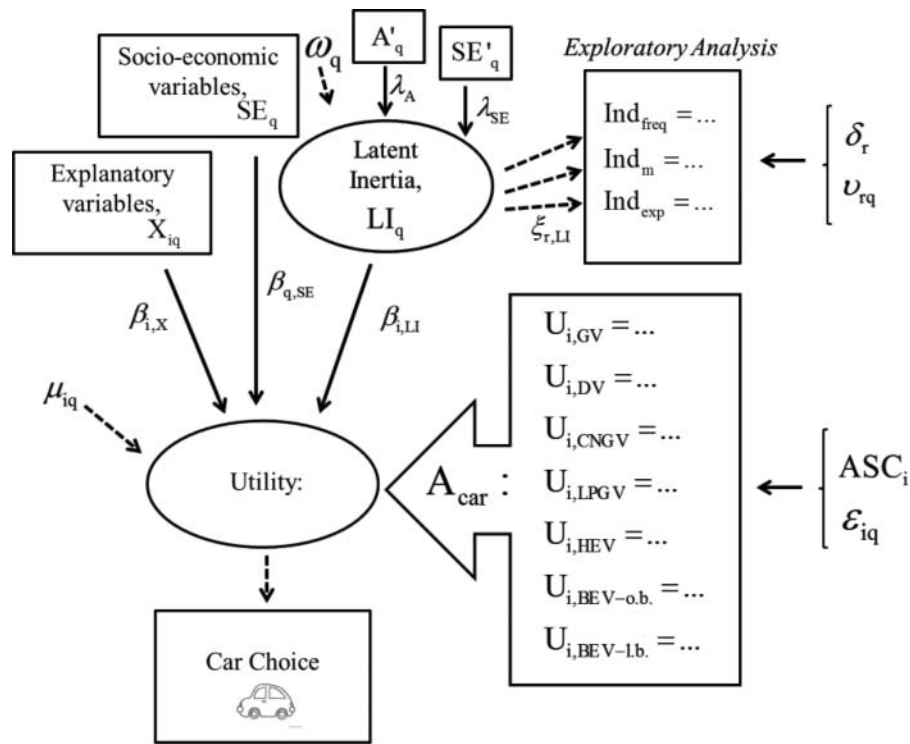 Socio-economic
variables,
SE_q
ω_q
A'_q
SE'_q
λ_A
λ_SE
Exploratory Analysis
Explanatory
variables,
X_iq
Latent
Inertia,
LI_q
Ind_freq = ...
Ind_m = ...
Ind_exp = ...
ξ_r,LI
δ_r
υ_rq
β_i,X
β_q,SE
β_i,LI
μ_iq
Utility:
A_car :
U_i,GV = ...
U_i,DV = ...
U_i,CNGV = ...
U_i,LPGV = ...
U_i,HEV = ...
U_i,BEV−o.b. = ...
U_i,BEV−l.b. = ...
ASC_i
ε_iq
Car Choice